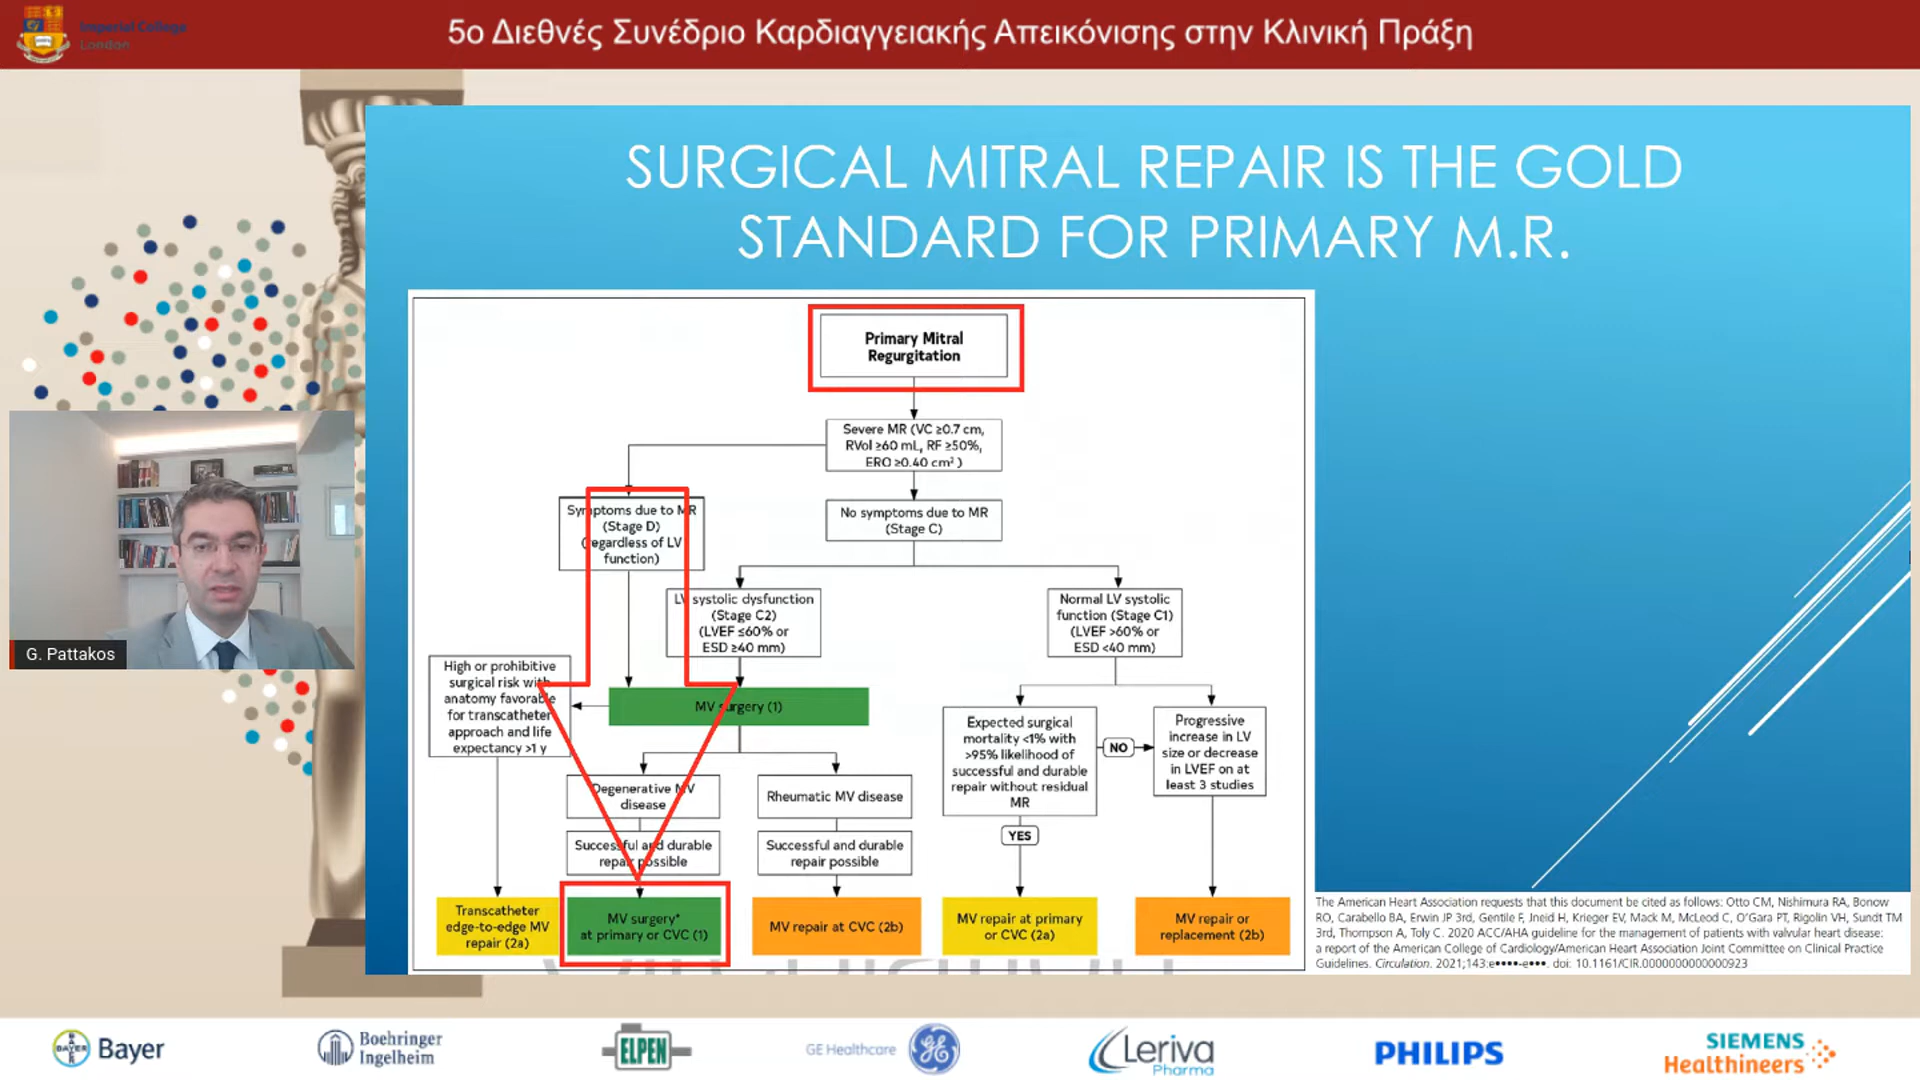 Imperial College
London
5ο Διεθνές Συνέδριο Καρδιαγγειακής Απεικόνισης στην Κλινική Πράξη
SURGICAL MITRAL REPAIR IS THE GOLD
STANDARD FOR PRIMARY M.R.
Primary Mitral
Regurgitation
Severe MR (VC ≥0.7 cm,
RVol ≥60 mL, RF ≥50%,
ERO ≥0.40 cm²)
Symptoms due to MR
(Stage D)
(regardless of LV
function)
No symptoms due to MR
(Stage C)
LV systolic dysfunction
(Stage C2)
(LVEF ≤60% or
ESD ≥40 mm)
Normal LV systolic
function (Stage C1)
(LVEF >60% or
ESD <40 mm)
High or prohibitive
surgical risk with
anatomy favorable
for transcatheter
approach and life
expectancy >1 y
MV surgery (1)
Expected surgical
mortality <1% with
>95% likelihood of
successful and durable
repair without residual
MR
NO
Progressive
increase in LV
size or decrease
in LVEF on at
least 3 studies
Degenerative MV
disease
Rheumatic MV disease
Successful and durable
repair possible
Successful and durable
repair possible
YES
Transcatheter
edge-to-edge MV
repair (2a)
MV surgery*
at primary or CVC (1)
MV repair at CVC (2b)
MV repair at primary
or CVC (2a)
MV repair or
replacement (2b)
The American Heart Association requests that this document be cited as follows: Otto CM, Nishimura RA, Bonow
RO, Carabello BA, Erwin JP 3rd, Gentile F, Jneid H, Krieger EV, Mack M, McLeod C, O'Gara PT, Rigolin VH, Sundt TM
3rd, Thompson A, Toly C. 2020 ACC/AHA guideline for the management of patients with valvular heart disease:
a report of the American College of Cardiology/American Heart Association Joint Committee on Clinical Practice
Guidelines. Circulation. 2021;143:e••••-e•••. doi: 10.1161/CIR.0000000000000923
G. Pattakos
BAYER
Bayer
Boehringer
Ingelheim
ELPEN
GE Healthcare
Leriva
Pharma
PHILIPS
SIEMENS
Healthineers